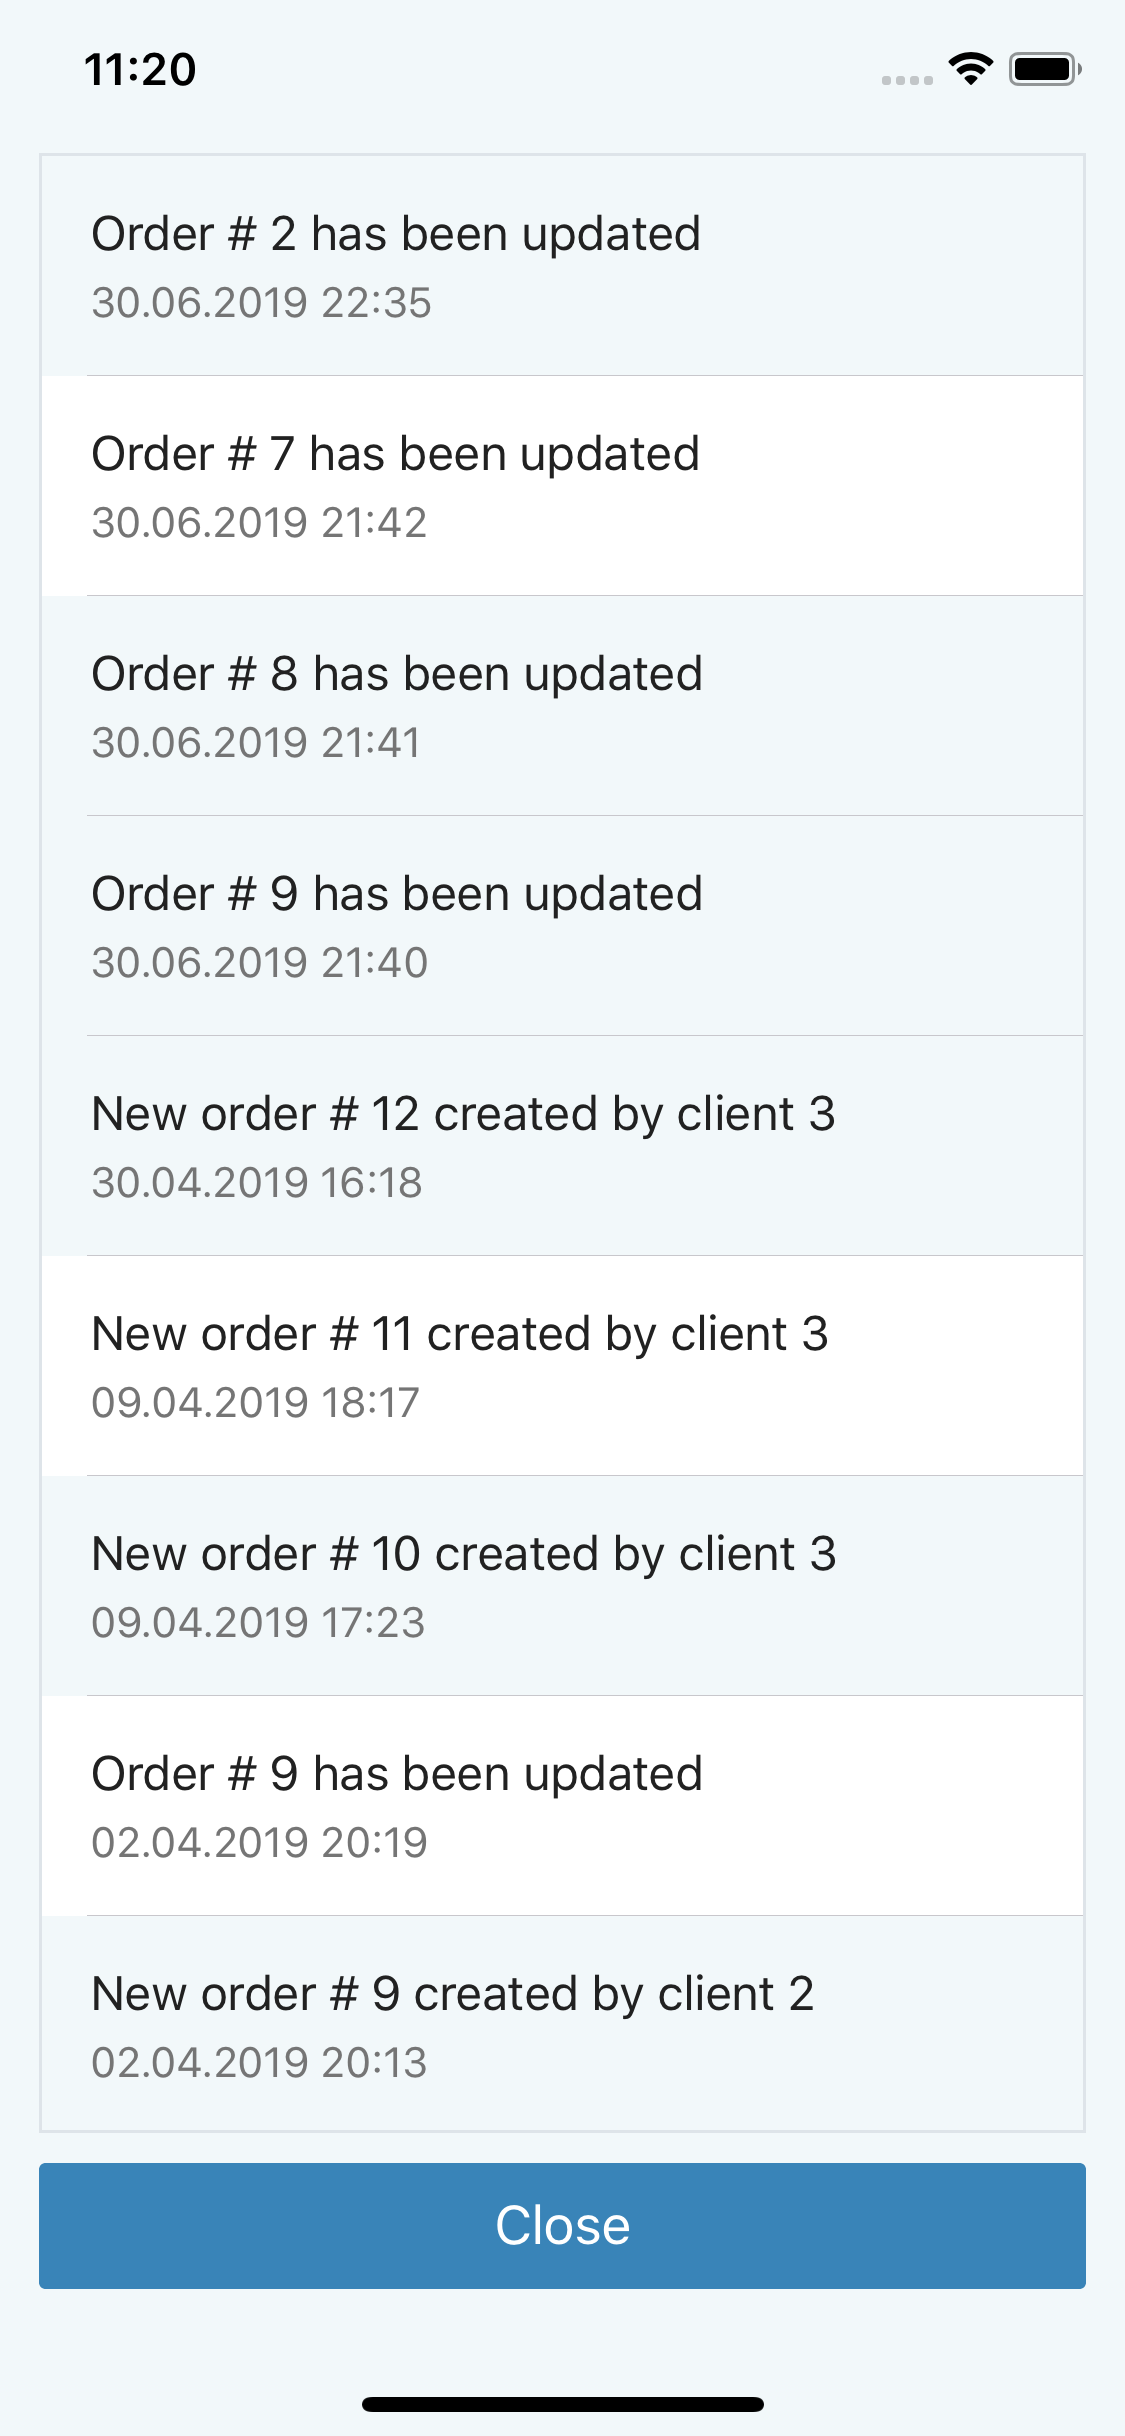 11:20
Order # 2 has been updated
30.06.2019 22:35
Order # 7 has been updated
30.06.2019 21:42
Order # 8 has been updated
30.06.2019 21:41
Order # 9 has been updated
30.06.2019 21:40
New order # 12 created by client 3
30.04.2019 16:18
New order # 11 created by client 3
09.04.2019 18:17
New order # 10 created by client 3
09.04.2019 17:23
Order # 9 has been updated
02.04.2019 20:19
New order # 9 created by client 2
02.04.2019 20:13
Close